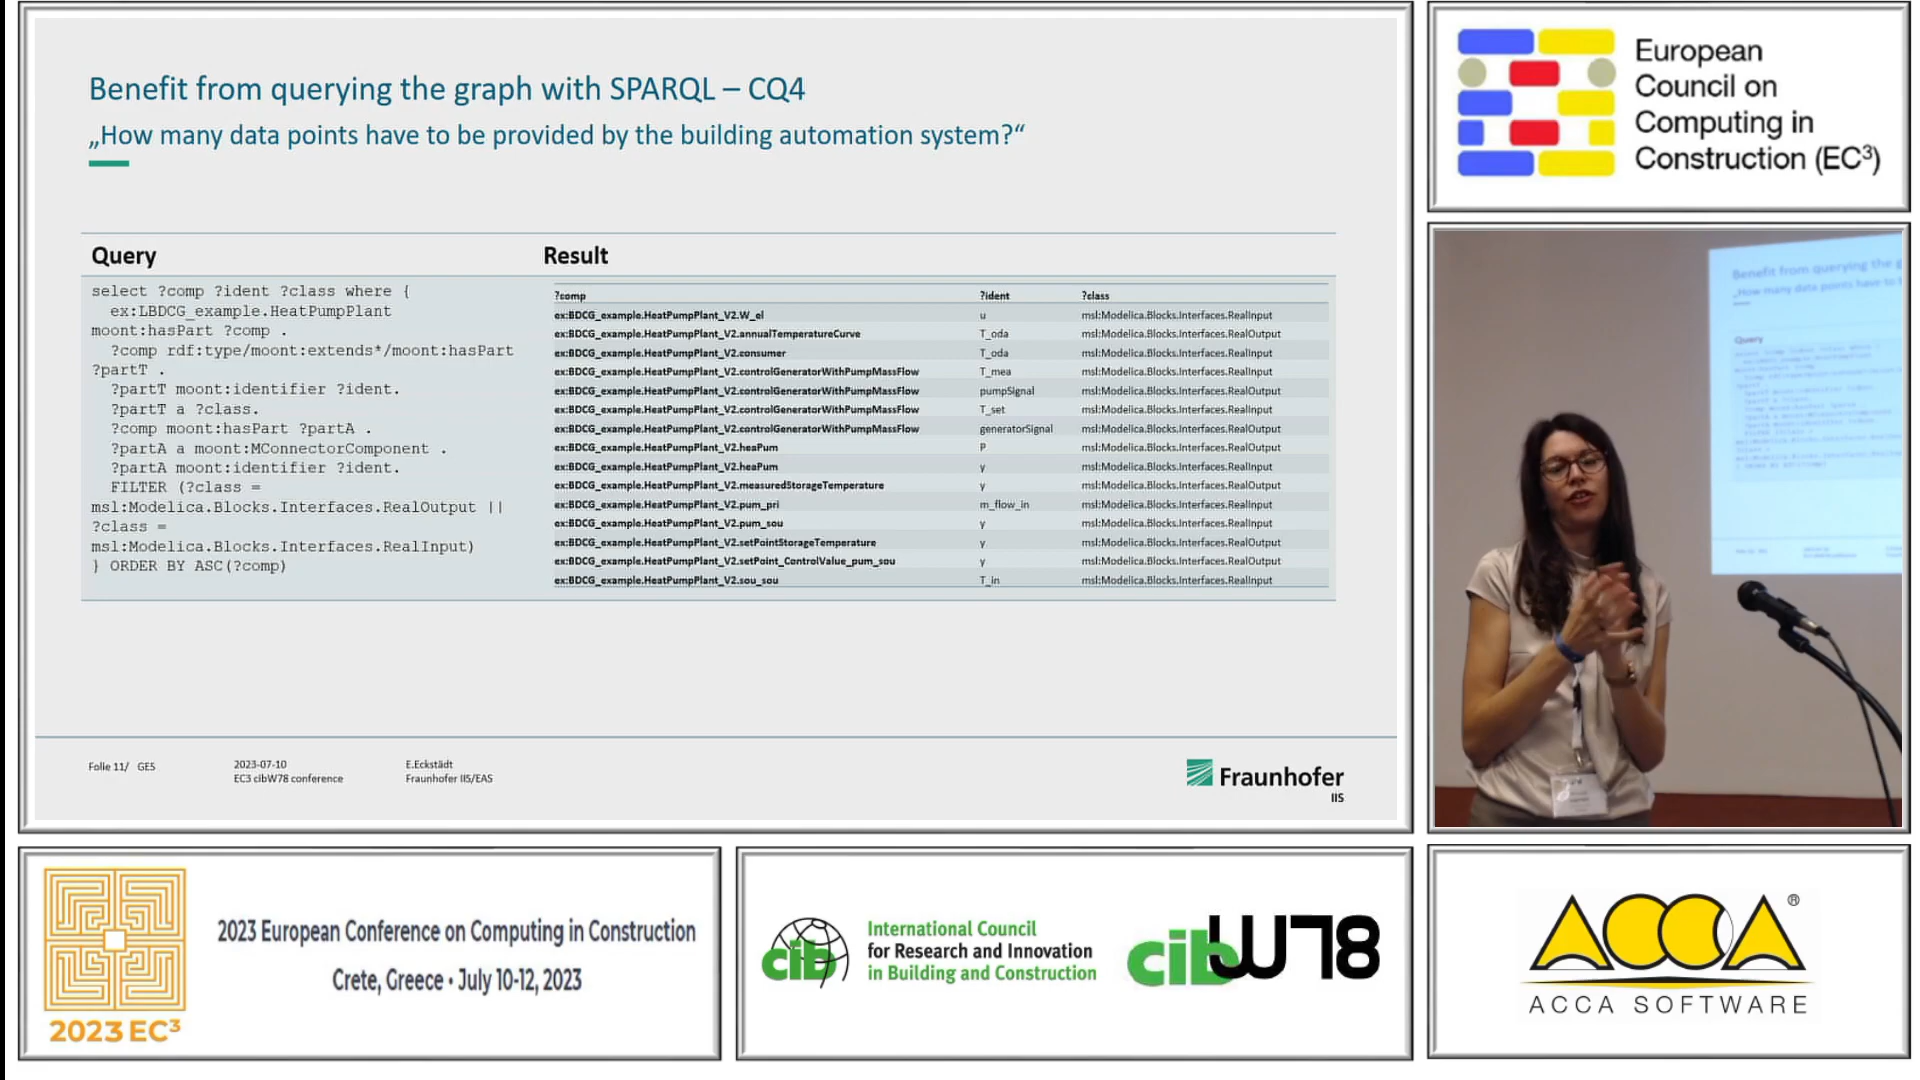 Benefit from querying the graph with SPARQL – CQ4
„How many data points have to be provided by the building automation system?“
Query
select ?comp ?ident ?class where {
ex:LBDCG_example.HeatPumpPlant
moont:hasPart ?comp .
?comp rdf:type/moont:extends*/moont:hasPart
?partT .
?partT moont:identifier ?ident.
?partT a ?class.
?comp moont:hasPart ?partA .
?partA a moont:MConnectorComponent .
?partA moont:identifier ?ident.
FILTER (?class =
msl:Modelica.Blocks.Interfaces.RealOutput ||
?class =
msl:Modelica.Blocks.Interfaces.RealInput)
} ORDER BY ASC(?comp)
Result
?comp ?ident ?class
ex:BDCG_example.HeatPumpPlant_V2.W_el u msl:Modelica.Blocks.Interfaces.RealInput
ex:BDCG_example.HeatPumpPlant_V2.annualTemperatureCurve T_oda msl:Modelica.Blocks.Interfaces.RealOutput
ex:BDCG_example.HeatPumpPlant_V2.consumer T_oda msl:Modelica.Blocks.Interfaces.RealInput
ex:BDCG_example.HeatPumpPlant_V2.controlGeneratorWithPumpMassFlow T_mea msl:Modelica.Blocks.Interfaces.RealInput
ex:BDCG_example.HeatPumpPlant_V2.controlGeneratorWithPumpMassFlow pumpSignal msl:Modelica.Blocks.Interfaces.RealOutput
ex:BDCG_example.HeatPumpPlant_V2.controlGeneratorWithPumpMassFlow T_set msl:Modelica.Blocks.Interfaces.RealInput
ex:BDCG_example.HeatPumpPlant_V2.controlGeneratorWithPumpMassFlow generatorSignal msl:Modelica.Blocks.Interfaces.RealOutput
ex:BDCG_example.HeatPumpPlant_V2.heaPum P msl:Modelica.Blocks.Interfaces.RealOutput
ex:BDCG_example.HeatPumpPlant_V2.heaPum y msl:Modelica.Blocks.Interfaces.RealInput
ex:BDCG_example.HeatPumpPlant_V2.measuredStorageTemperature y msl:Modelica.Blocks.Interfaces.RealOutput
ex:BDCG_example.HeatPumpPlant_V2.pum_pri m_flow_in msl:Modelica.Blocks.Interfaces.RealInput
ex:BDCG_example.HeatPumpPlant_V2.pum_sou y msl:Modelica.Blocks.Interfaces.RealInput
ex:BDCG_example.HeatPumpPlant_V2.setPointStorageTemperature y msl:Modelica.Blocks.Interfaces.RealOutput
ex:BDCG_example.HeatPumpPlant_V2.setPoint_ControlValue_pum_sou y msl:Modelica.Blocks.Interfaces.RealOutput
ex:BDCG_example.HeatPumpPlant_V2.sou_sou T_in msl:Modelica.Blocks.Interfaces.RealInput
Folie 11/ GES
2023-07-10
EC3 cibW78 conference
E.Eckstädt
Fraunhofer IIS/EAS
Fraunhofer
IIS
European
Council on
Computing in
Construction (EC³)
Benefit from querying the g
„How many data points have to b
Query
2023 EC³
2023 European Conference on Computing in Construction
Crete, Greece • July 10-12, 2023
cib
International Council
for Research and Innovation
in Building and Construction
cibW78
ACCA ®
ACCA SOFTWARE